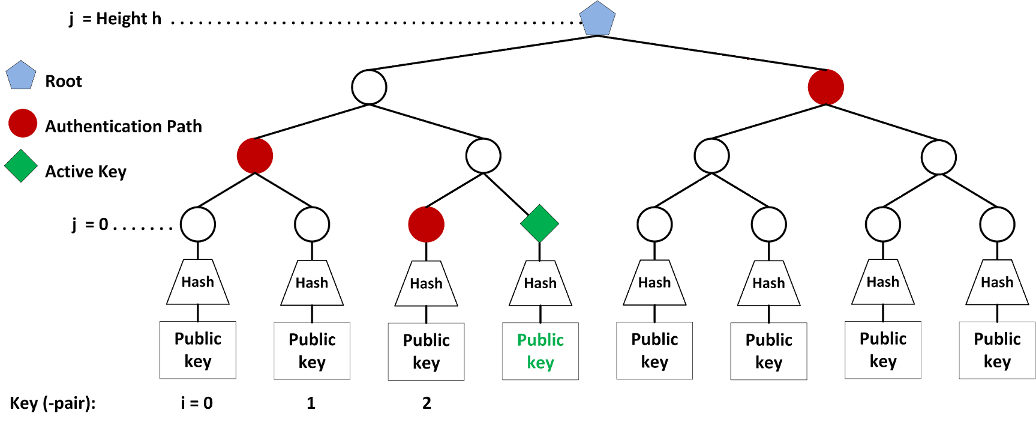 j = Height h . . . . . . . . . . . . . . . . . . . . . . . . . . . . . . . . . . . . . . . . . . . . . . . . . . . . . .
Root
Authentication Path
Active Key
j = 0 . . . . . . .
Hash Hash Hash Hash Hash Hash Hash Hash
Public Public Public Public Public Public Public Public
key key key key key key key key
Key (-pair): i = 0 1 2